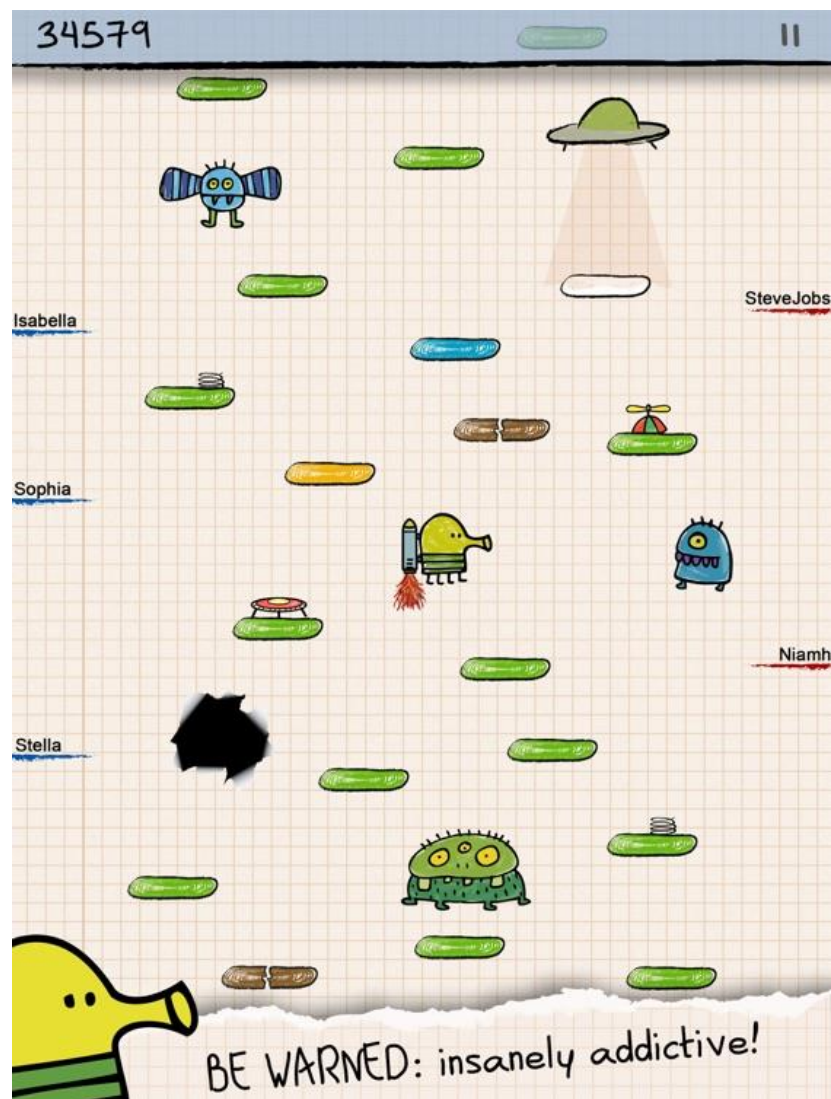 34579
SteveJobs
Isabella
Sophia
Niamh
Stella
BE WARNED: insanely addictive!